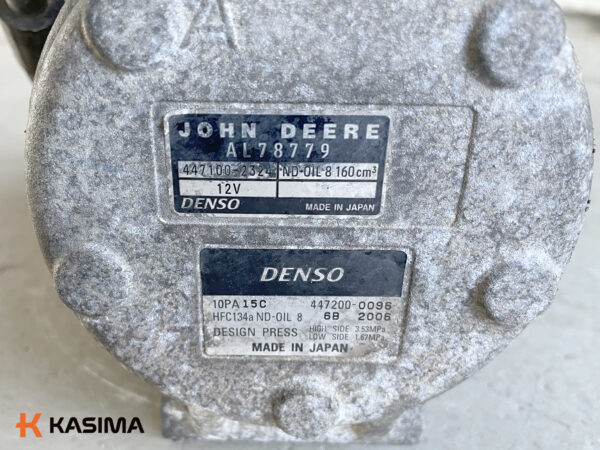 A
JOHN DEERE
AL78779
447100-2324 ND-OIL 8 160cm³
12V
DENSO MADE IN JAPAN
DENSO
10PA15C 447200-0096
HFC134a ND-OIL 8 6B 2006
DESIGN PRESS HIGH SIDE 3.53MPa
LOW SIDE 1.67MPa
MADE IN JAPAN
KASIMA